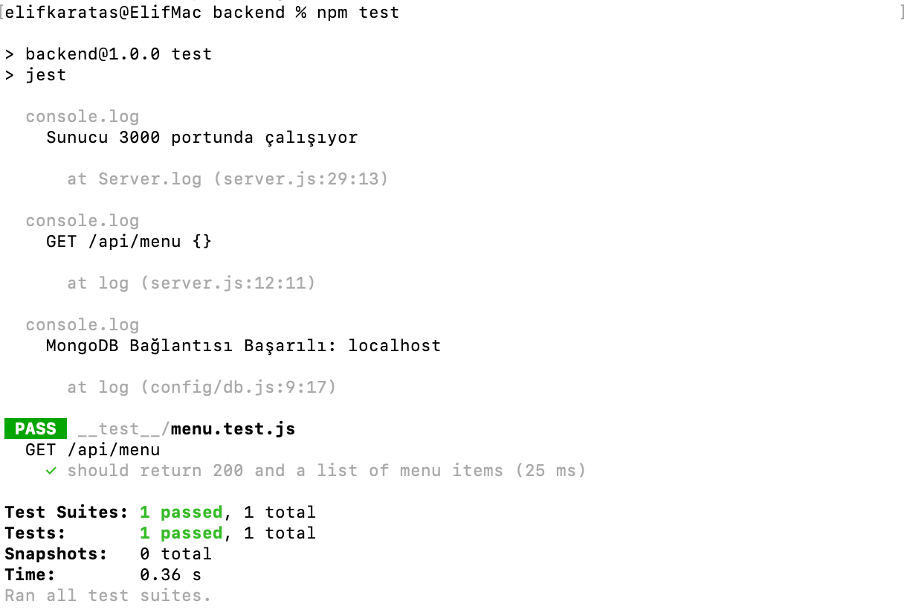 [elifkaratas@ElifMac backend % npm test ]
> backend@1.0.0 test
> jest
console.log
Sunucu 3000 portunda çalışıyor
at Server.log (server.js:29:13)
console.log
GET /api/menu {}
at log (server.js:12:11)
console.log
MongoDB Bağlantısı Başarılı: localhost
at log (config/db.js:9:17)
PASS __test__/menu.test.js
GET /api/menu
✓ should return 200 and a list of menu items (25 ms)
Test Suites: 1 passed, 1 total
Tests: 1 passed, 1 total
Snapshots: 0 total
Time: 0.36 s
Ran all test suites.